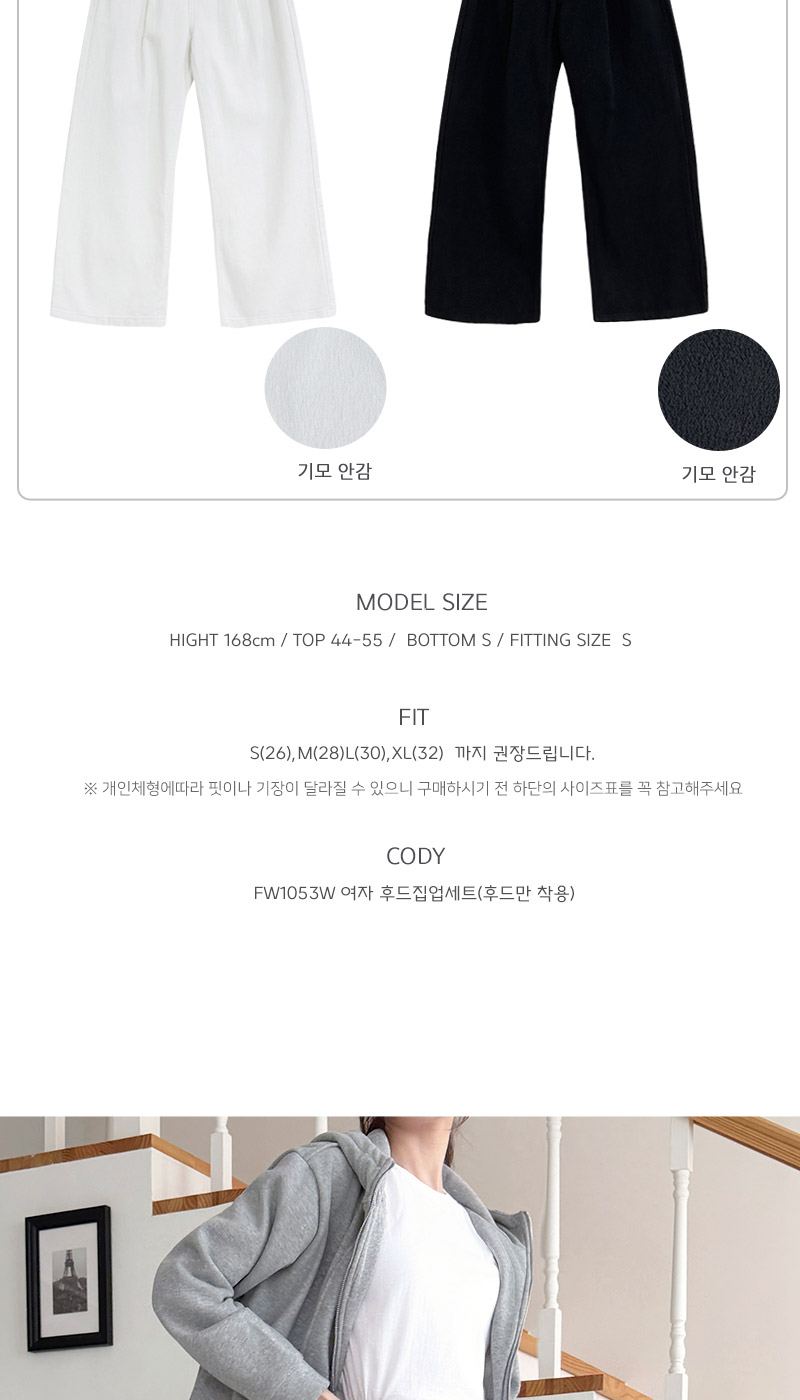 기모 안감
기모 안감
MODEL SIZE
HIGHT 168cm / TOP 44-55 / BOTTOM S / FITTING SIZE S
FIT
S(26),M(28)L(30),XL(32) 까지 권장드립니다.
※ 개인체형에따라 핏이나 기장이 달라질 수 있으니 구매하시기 전 하단의 사이즈표를 꼭 참고해주세요
CODY
FW1053W 여자 후드집업세트(후드만 착용)